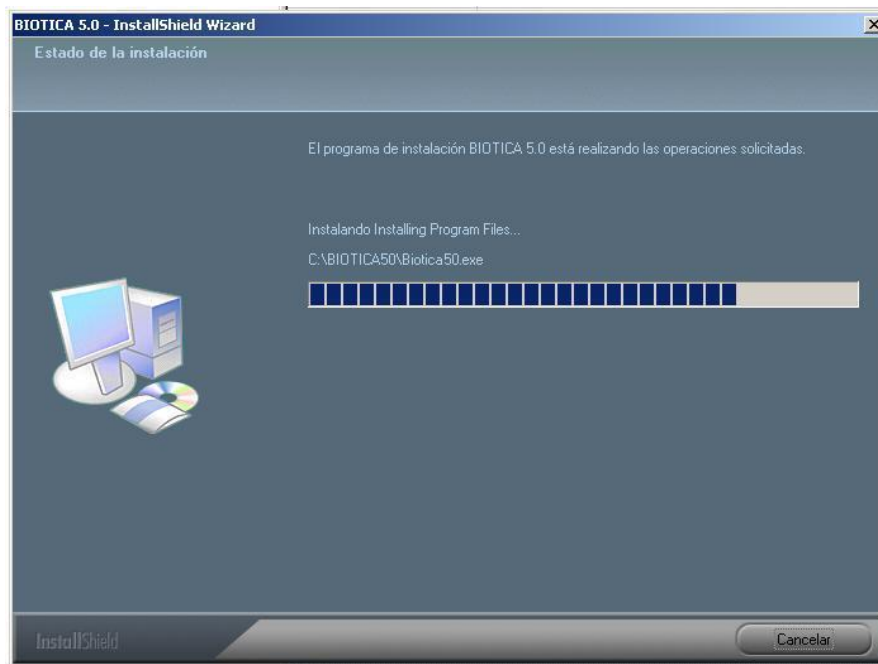 BIOTICA 5.0 - InstallShield Wizard
Estado de la instalación
El programa de instalación BIOTICA 5.0 está realizando las operaciones solicitadas.
Instalando Installing Program Files...
C:\BIOTICA50\Biotica50.exe
InstallShield
Cancelar